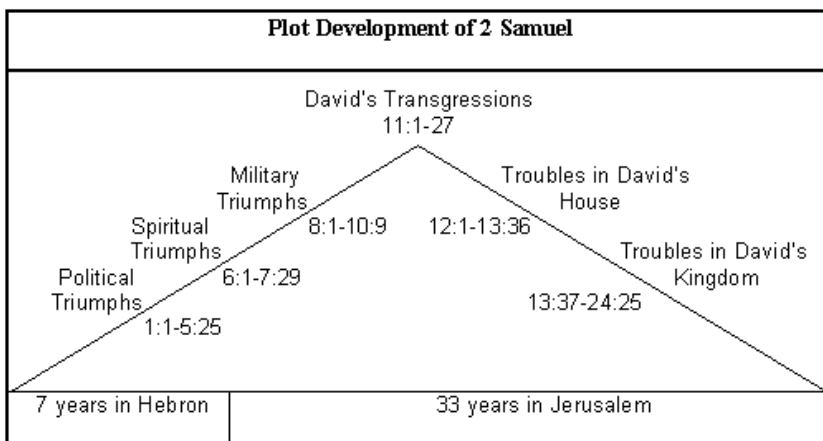 Plot Development of 2 Samuel
David's Transgressions
11:1-27
Military
Triumphs
8:1-10:9
Spiritual
Triumphs
6:1-7:29
Political
Triumphs
1:1-5:25
Troubles in David's
House
12:1-13:36
Troubles in David's
Kingdom
13:37-24:25
7 years in Hebron
33 years in Jerusalem